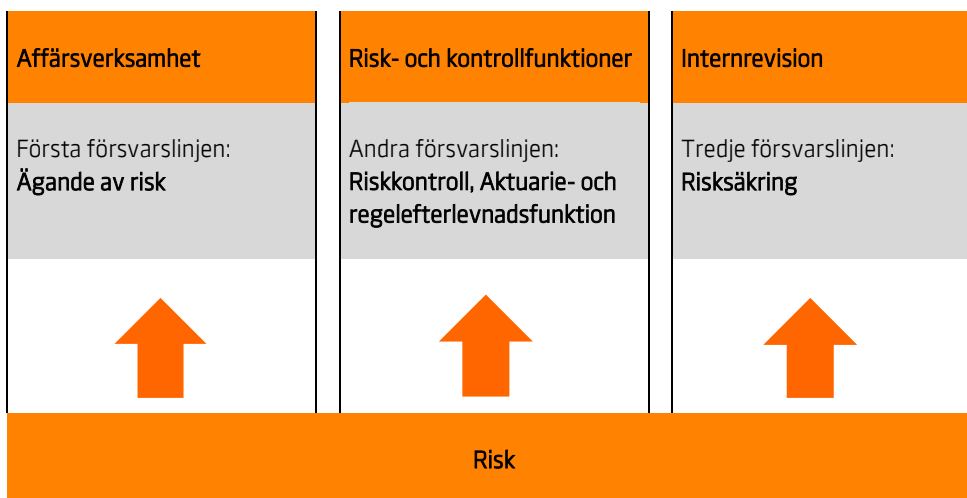 Affärsverksamhet
Första försvarslinjen:
Ägande av risk
Risk- och kontrollfunktioner
Andra försvarslinjen:
Riskkontroll, Aktuarie- och
regelefterlevnadsfunktion
Internrevision
Tredje försvarslinjen:
Risksäkring
Risk